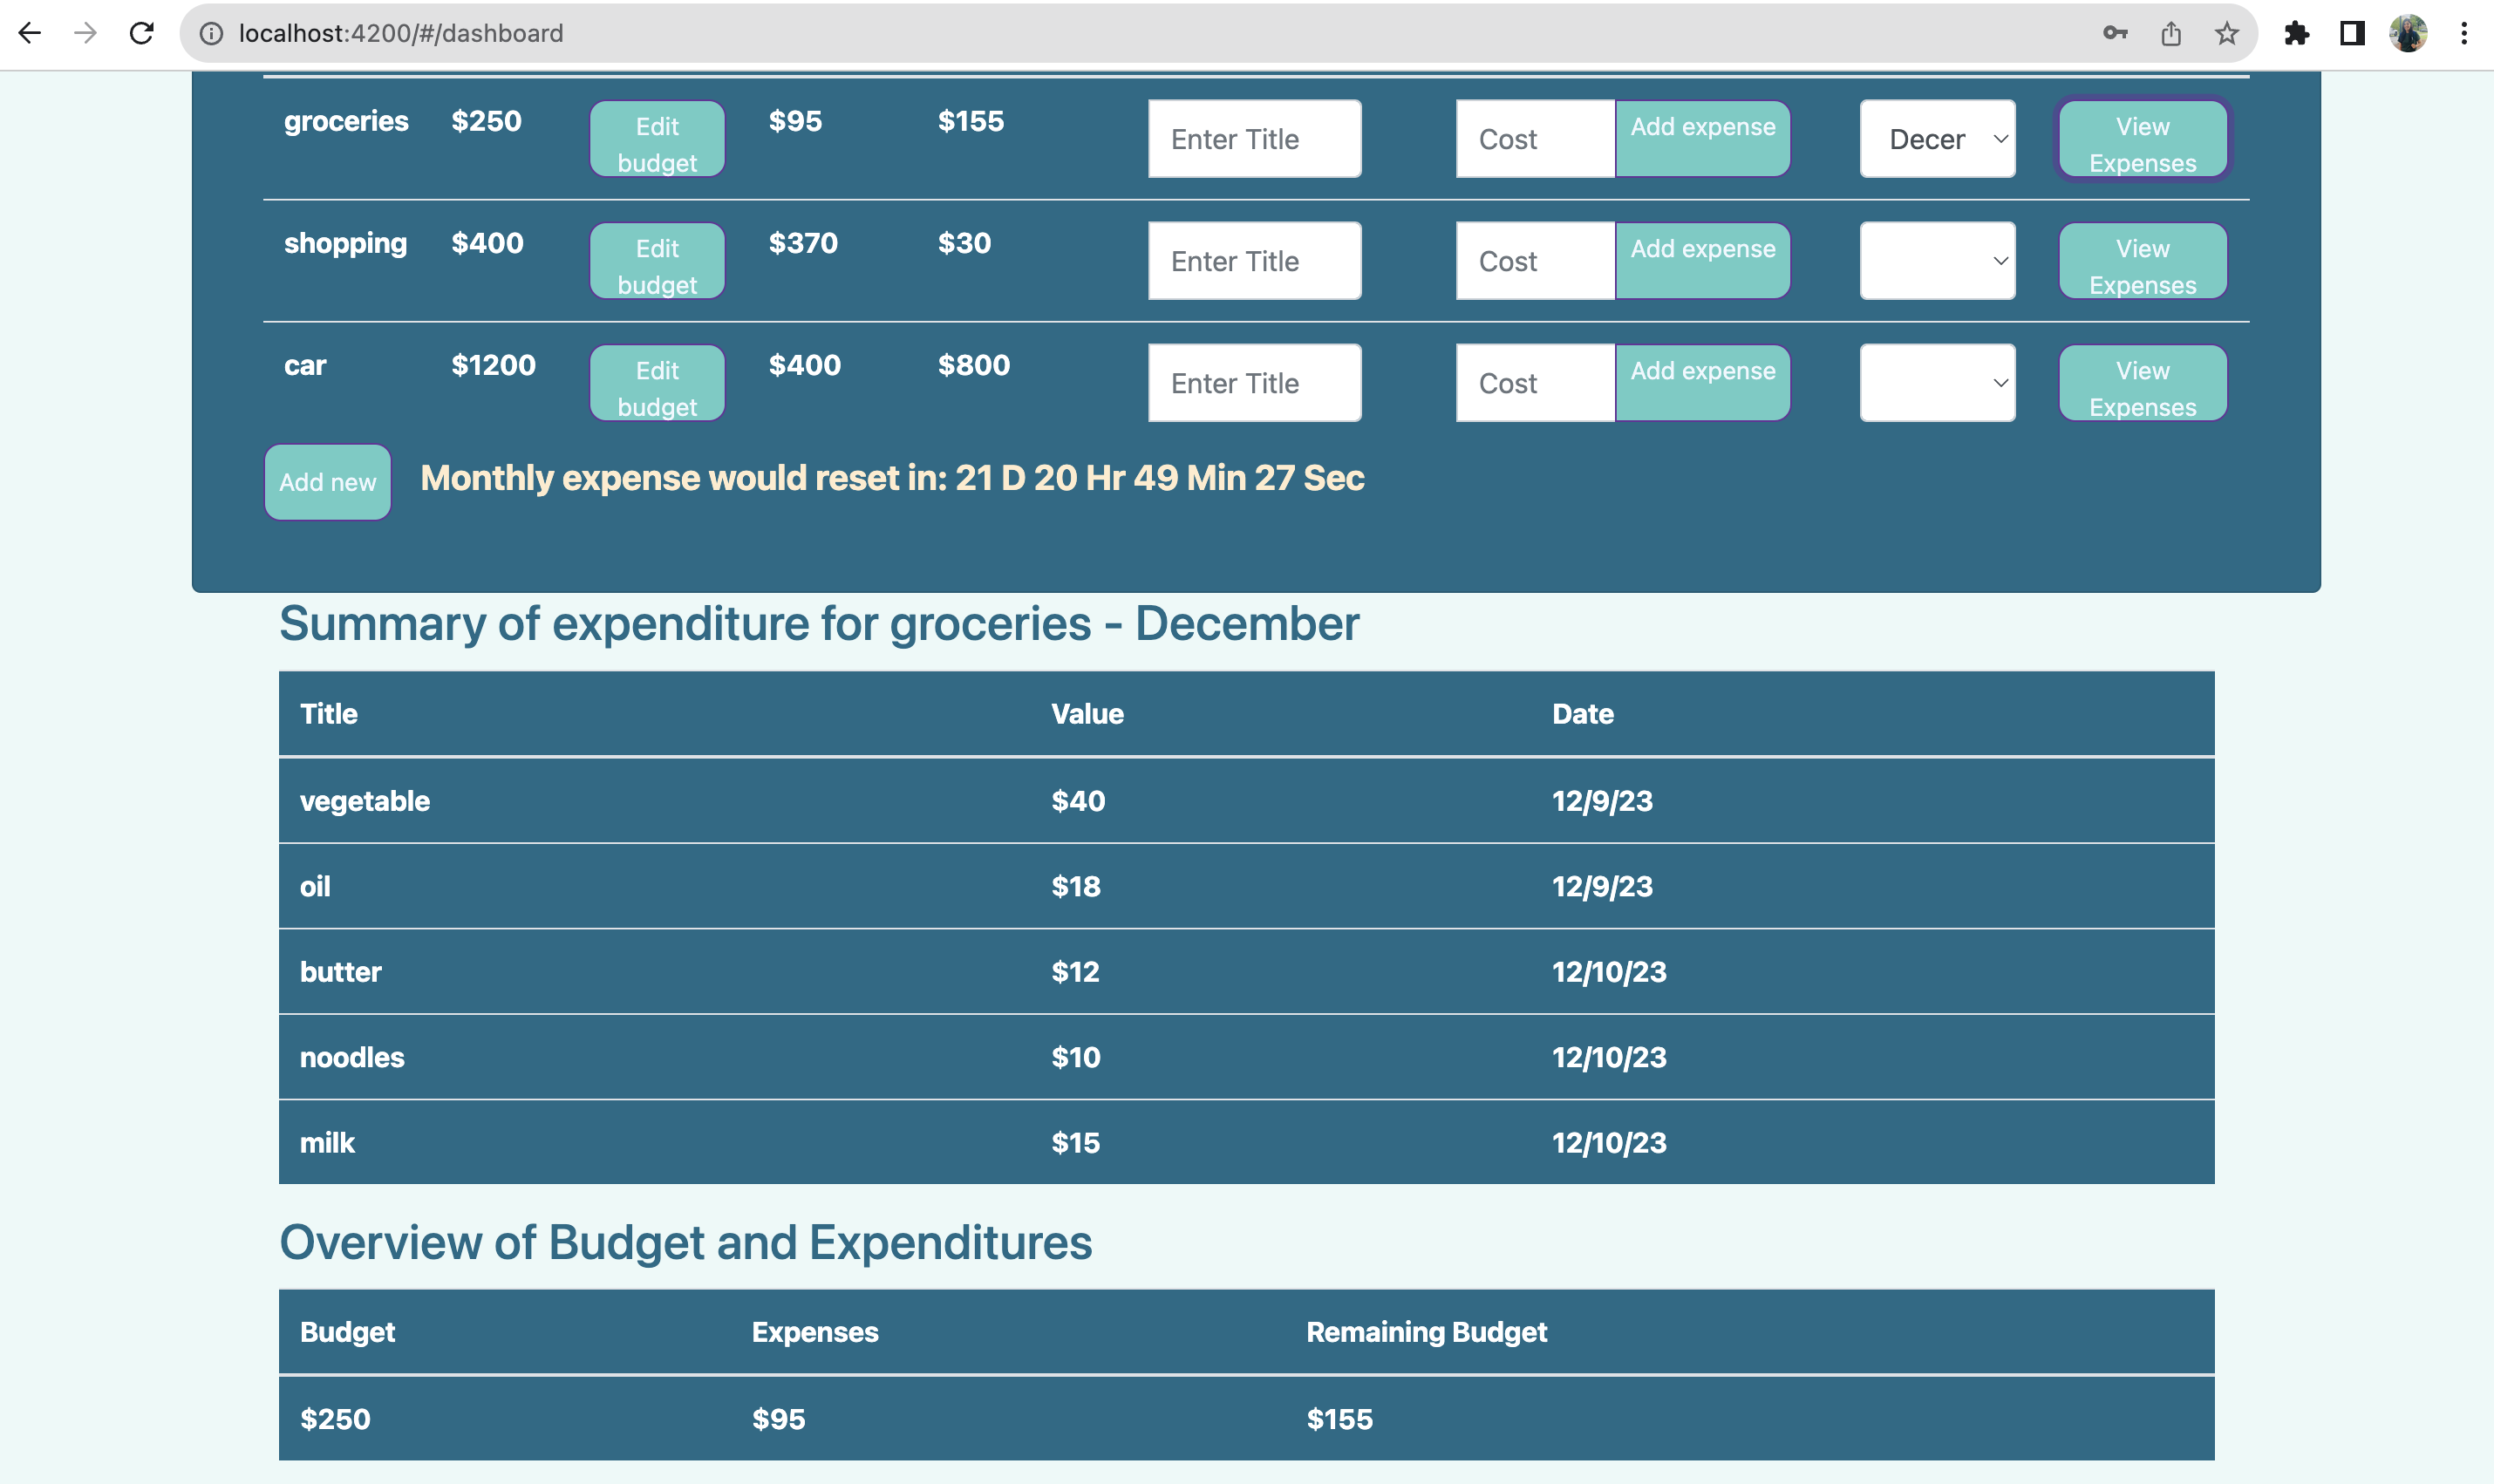 localhost:4200/#/dashboard
groceries $250 Edit budget $95 $155 Enter Title Cost Add expense Decer View Expenses
shopping $400 Edit budget $370 $30 Enter Title Cost Add expense View Expenses
car $1200 Edit budget $400 $800 Enter Title Cost Add expense View Expenses
Add new Monthly expense would reset in: 21 D 20 Hr 49 Min 27 Sec
Summary of expenditure for groceries - December
Title Value Date
vegetable $40 12/9/23
oil $18 12/9/23
butter $12 12/10/23
noodles $10 12/10/23
milk $15 12/10/23
Overview of Budget and Expenditures
Budget Expenses Remaining Budget
$250 $95 $155